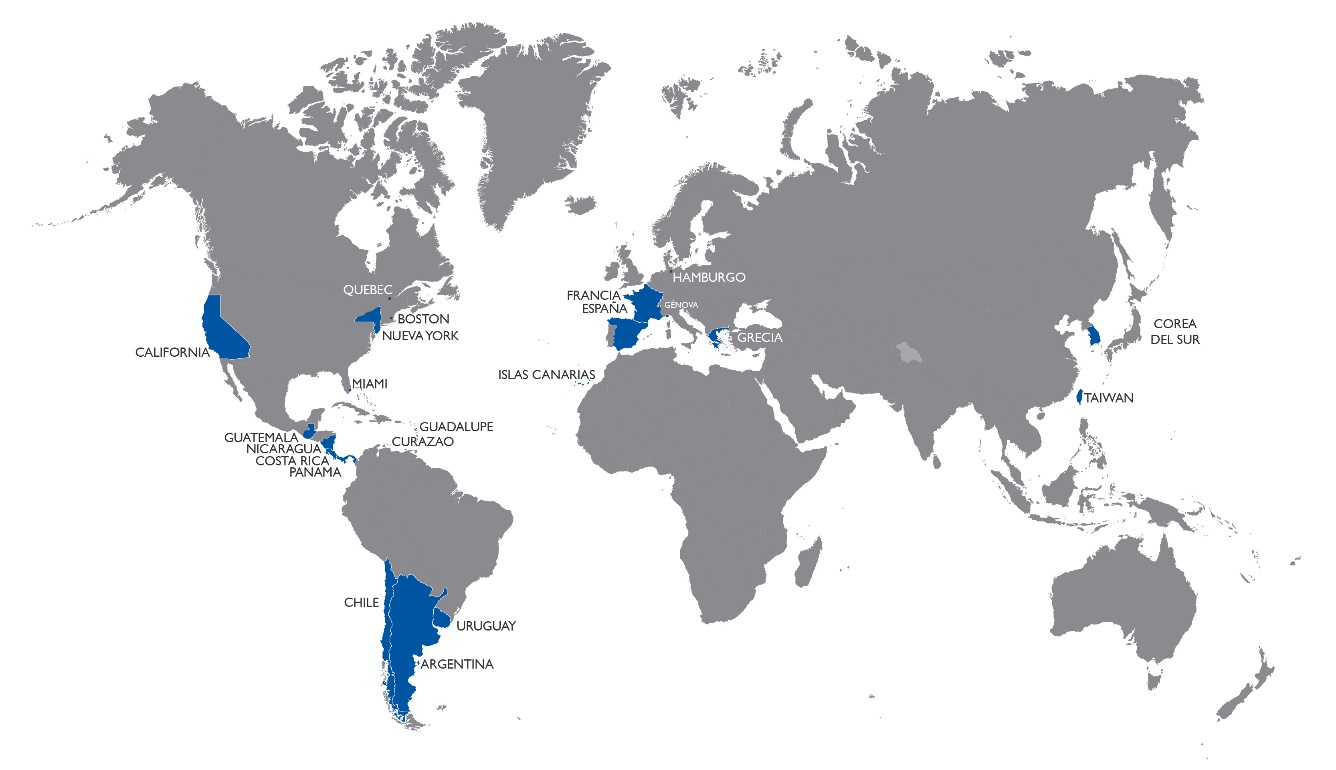 HAMBURGO
QUEBEC
FRANCIA
ESPAÑA
GÉNOVA
BOSTON
NUEVA YORK
GRECIA
COREA
DEL SUR
CALIFORNIA
ISLAS CANARIAS
MIAMI
TAIWAN
GUADALUPE
CURAZAO
GUATEMALA
NICARAGUA
COSTA RICA
PANAMA
CHILE
URUGUAY
ARGENTINA